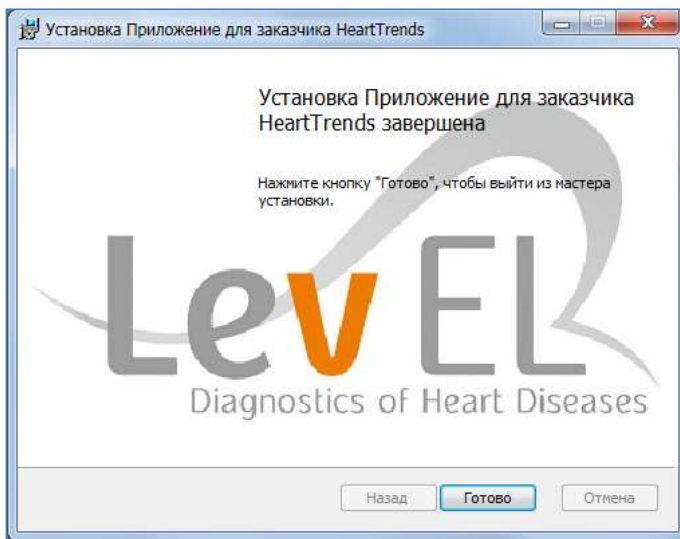 Установка Приложение для заказчика HeartTrends
Установка Приложение для заказчика
HeartTrends завершена
Нажмите кнопку "Готово", чтобы выйти из мастера
установки.
LevEL
Diagnostics of Heart Diseases
Назад Готово Отмена